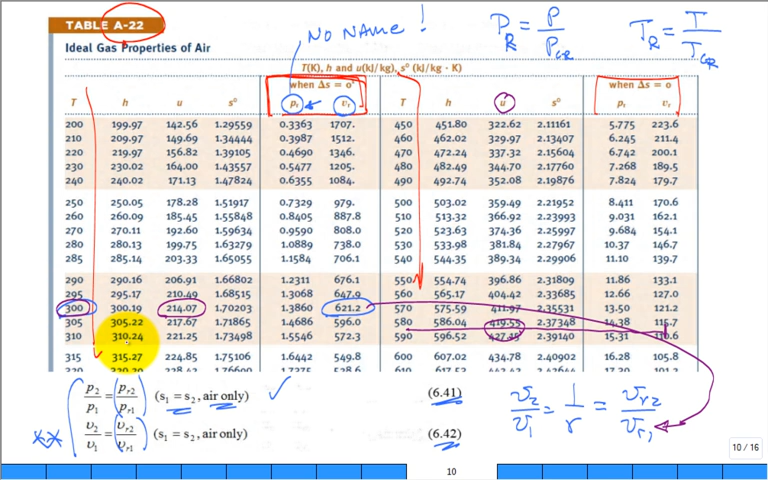 TABLE A-22
NO NAME !
P_R = P / P_CR
T_R = T / T_CR
Ideal Gas Properties of Air
T(K), h and u(kJ/kg), s° (kJ/kg · K)
when Δs = 0 when Δs = 0
T h u s° pr vr T h u s° pr vr
200 199.97 142.56 1.29559 0.3363 1707. 450 451.80 322.62 2.11161 5.775 223.6
210 209.97 149.69 1.34444 0.3987 1512. 460 462.02 329.97 2.13407 6.245 211.4
220 219.97 156.82 1.39105 0.4690 1346. 470 472.24 337.32 2.15604 6.742 200.1
230 230.02 164.00 1.43557 0.5477 1205. 480 482.49 344.70 2.17760 7.268 189.5
240 240.02 171.13 1.47824 0.6355 1084. 490 492.74 352.08 2.19876 7.824 179.7
250 250.05 178.28 1.51917 0.7329 979. 500 503.02 359.49 2.21952 8.411 170.6
260 260.09 185.45 1.55848 0.8405 887.8 510 513.32 366.92 2.23993 9.031 162.1
270 270.11 192.60 1.59634 0.9590 808.0 520 523.63 374.36 2.25997 9.684 154.1
280 280.13 199.75 1.63279 1.0889 738.0 530 533.98 381.84 2.27967 10.37 146.7
285 285.14 203.33 1.65055 1.1584 706.1 540 544.35 389.34 2.29906 11.10 139.7
290 290.16 206.91 1.66802 1.2311 676.1 550 554.74 396.86 2.31809 11.86 133.1
295 295.17 210.49 1.68515 1.3068 647.9 560 565.17 404.42 2.33685 12.66 127.0
300 300.19 214.07 1.70203 1.3860 621.2 570 575.59 411.97 2.35531 13.50 121.2
305 305.22 217.67 1.71865 1.4686 596.0 580 586.04 419.55 2.37348 14.38 115.7
310 310.24 221.25 1.73498 1.5546 572.3 590 596.52 427.15 2.39140 15.31 110.6
315 315.27 224.85 1.75106 1.6442 549.8 600 607.02 434.78 2.40902 16.28 105.8
p2 / p1 = pr2 / pr1 (s1 = s2, air only) (6.41)
v2 / v1 = vr2 / vr1 (s1 = s2, air only) (6.42)
v2 / v1 = 1 / r = vr2 / vr1
10 / 16
10